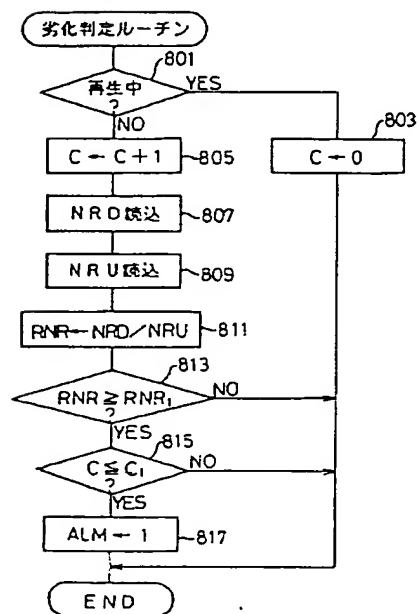 劣化判定ルーチン
801
再生中
?
YES
NO
803
C ← C + 1
805
C ← 0
NRD読込
807
NRU読込
809
RNR ← NRD/NRU
811
813
RNR ≧ RNR₁
?
NO
YES
815
C ≦ C₁
?
NO
YES
ALM ← 1
817
END